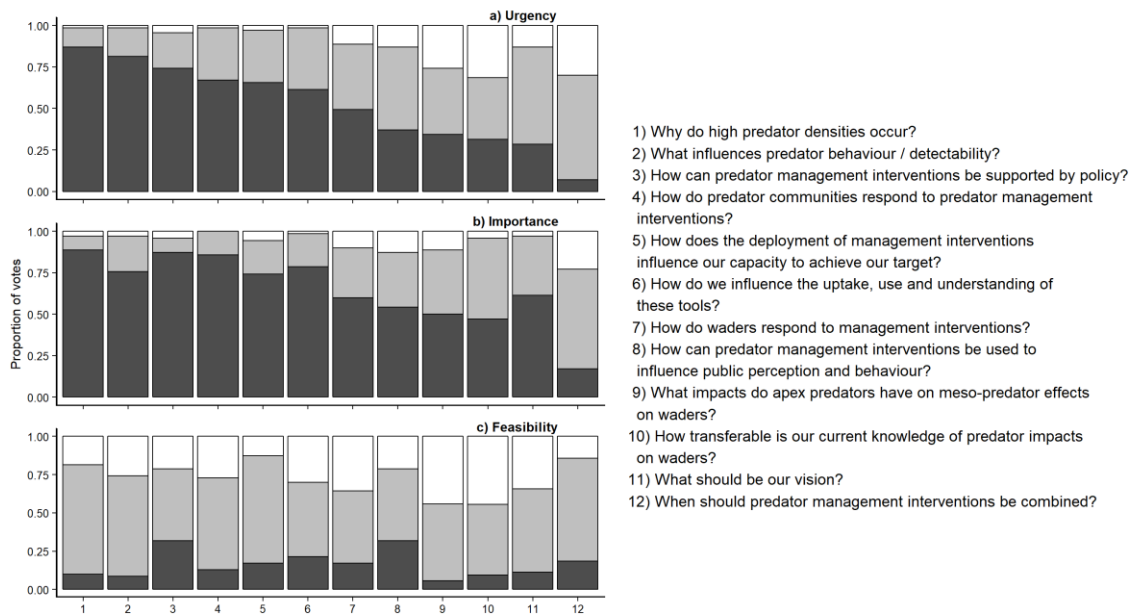 a) Urgency
1.00
0.75
0.50
0.25
0.00
b) Importance
1.00
0.75
0.50
0.25
0.00
Proportion of votes
c) Feasibility
1.00
0.75
0.50
0.25
0.00
1 2 3 4 5 6 7 8 9 10 11 12
1) Why do high predator densities occur?
2) What influences predator behaviour / detectability?
3) How can predator management interventions be supported by policy?
4) How do predator communities respond to predator management
interventions?
5) How does the deployment of management interventions
influence our capacity to achieve our target?
6) How do we influence the uptake, use and understanding of
these tools?
7) How do waders respond to management interventions?
8) How can predator management interventions be used to
influence public perception and behaviour?
9) What impacts do apex predators have on meso-predator effects
on waders?
10) How transferable is our current knowledge of predator impacts
on waders?
11) What should be our vision?
12) When should predator management interventions be combined?